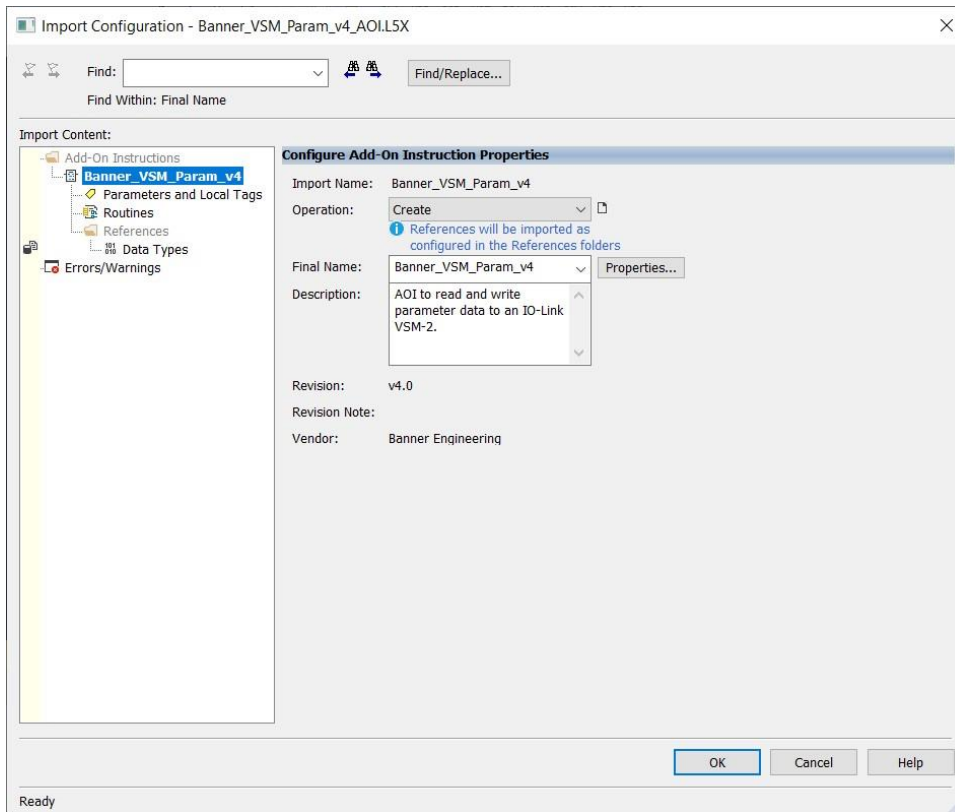 Import Configuration - Banner_VSM_Param_v4_AOI.L5X
Find:
Find/Replace...
Find Within: Final Name
Import Content:
Add-On Instructions
Banner_VSM_Param_v4
Parameters and Local Tags
Routines
References
Data Types
Errors/Warnings
Configure Add-On Instruction Properties
Import Name: Banner_VSM_Param_v4
Operation: Create
References will be imported as
configured in the References folders
Final Name: Banner_VSM_Param_v4 Properties...
Description: AOI to read and write
parameter data to an IO-Link
VSM-2.
Revision: v4.0
Revision Note:
Vendor: Banner Engineering
OK Cancel Help
Ready